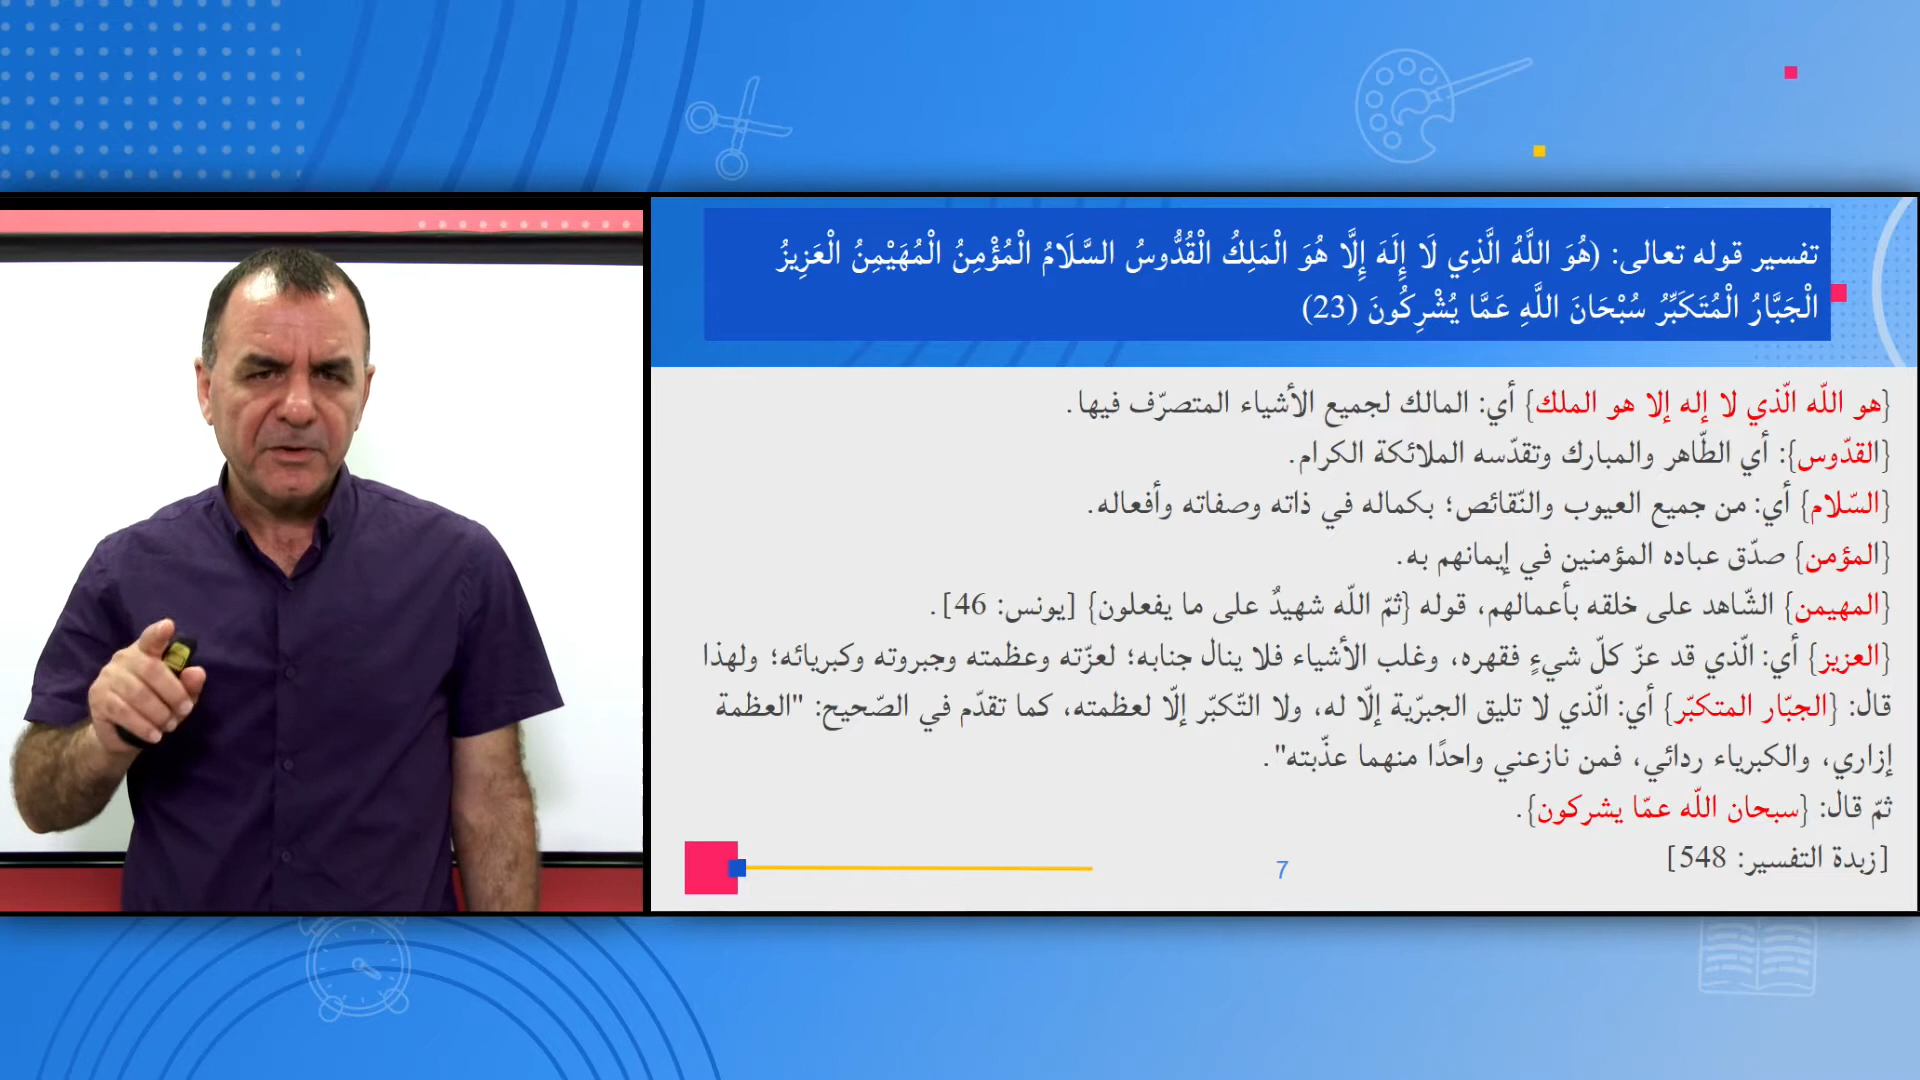 تفسير قوله تعالى: (هُوَ اللَّهُ الَّذِي لَا إِلَهَ إِلَّا هُوَ الْمَلِكُ الْقُدُّوسُ السَّلَامُ الْمُؤْمِنُ الْمُهَيْمِنُ الْعَزِيزُ
الْجَبَّارُ الْمُتَكَبِّرُ سُبْحَانَ اللَّهِ عَمَّا يُشْرِكُونَ (23)
{هو اللّه الّذي لا إله إلا هو الملك} أي: المالك لجميع الأشياء المتصرّف فيها.
{القدّوس}: أي الطّاهر والمبارك وتقدّسه الملائكة الكرام.
{السّلام} أي: من جميع العيوب والنّقائص؛ بكماله في ذاته وصفاته وأفعاله.
{المؤمن} صدّق عباده المؤمنين في إيمانهم به.
{المهيمن} الشّاهد على خلقه بأعمالهم، قوله {ثمّ اللّه شهيدٌ على ما يفعلون} [يونس: 46].
{العزيز} أي: الّذي قد عزّ كلّ شيءٍ فقهره، وغلب الأشياء فلا ينال جنابه؛ لعزّته وعظمته وجبروته وكبريائه؛ ولهذا
قال: {الجبّار المتكبّر} أي: الّذي لا تليق الجبرّية إلّا له، ولا التّكبّر إلّا لعظمته، كما تقدّم في الصّحيح: "العظمة
إزاري، والكبرياء ردائي، فمن نازعني واحدًا منهما عذّبته".
ثمّ قال: {سبحان اللّه عمّا يشركون}.
[زبدة التفسير: 548]
7